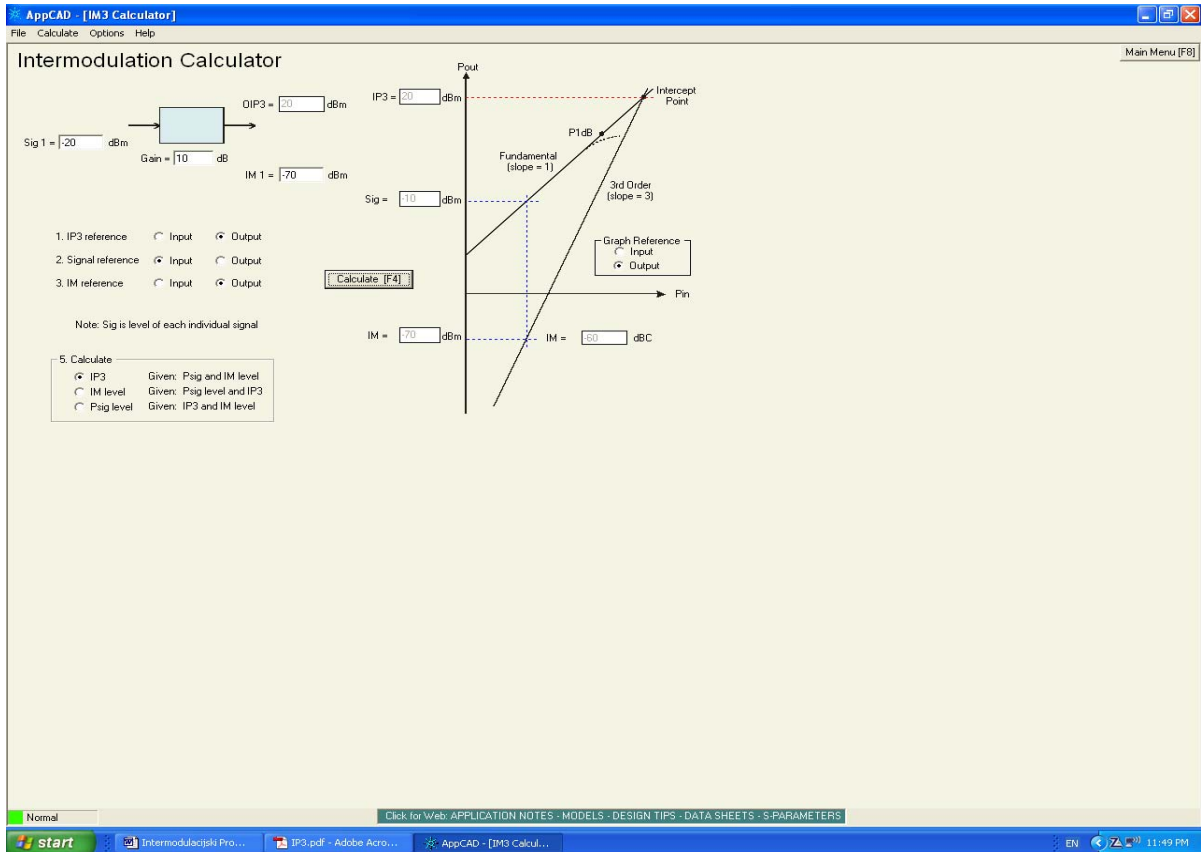 AppCAD - [IM3 Calculator]
File Calculate Options Help
Main Menu [F8]
Intermodulation Calculator
OIP3 = 20 dBm
Sig 1 = -20 dBm
Gain = 10 dB
IM 1 = -70 dBm
1. IP3 reference Input Output
2. Signal reference Input Output
3. IM reference Input Output
Note: Sig is level of each individual signal
5. Calculate
IP3 Given: Psig and IM level
IM level Given: Psig level and IP3
Psig level Given: IP3 and IM level
Calculate [F4]
Pout
IP3 = 20 dBm
Intercept
Point
P1dB
Fundamental
(slope = 1)
3rd Order
(slope = 3)
Sig = -10 dBm
Graph Reference
Input
Output
Pin
IM = -70 dBm
IM = -60 dBC
Normal
Click for Web: APPLICATION NOTES - MODELS - DESIGN TIPS - DATA SHEETS - S-PARAMETERS
start
Intermodulacijski Pro...
IP3.pdf - Adobe Acro...
AppCAD - [IM3 Calcul...
EN
11:49 PM